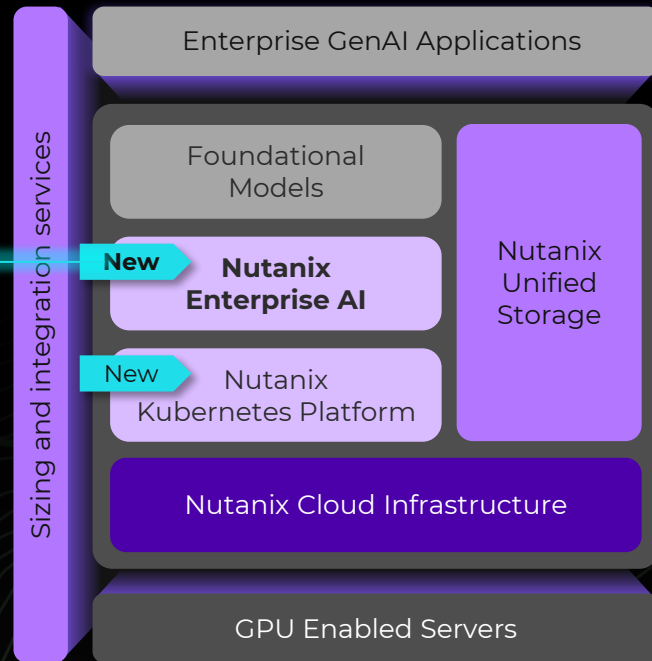 Enterprise GenAI Applications
Sizing and integration services
Foundational
Models
New
Nutanix
Enterprise AI
New
Nutanix
Kubernetes Platform
Nutanix
Unified
Storage
Nutanix Cloud Infrastructure
GPU Enabled Servers